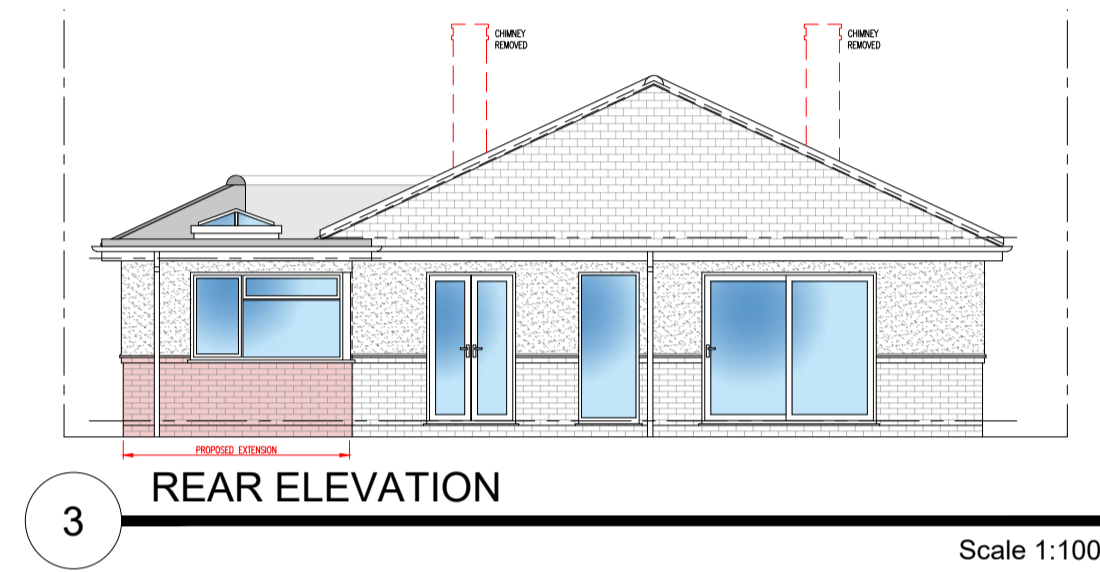 CHIMNEY
REMOVED
CHIMNEY
REMOVED
PROPOSED EXTENSION
REAR ELEVATION
3
Scale 1:100